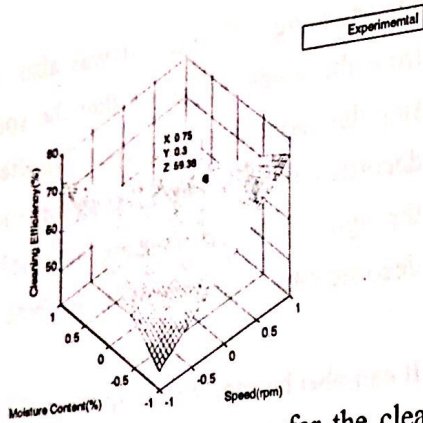 Experimental
X 0.75
Y 0.3
Z 69.38
Cleaning Efficiency(%)
80
70
60
50
1
0.5
0
-0.5
-1
Moisture Content(%)
-1
-0.5
0
0.5
1
Speed(rpm)
for the clea